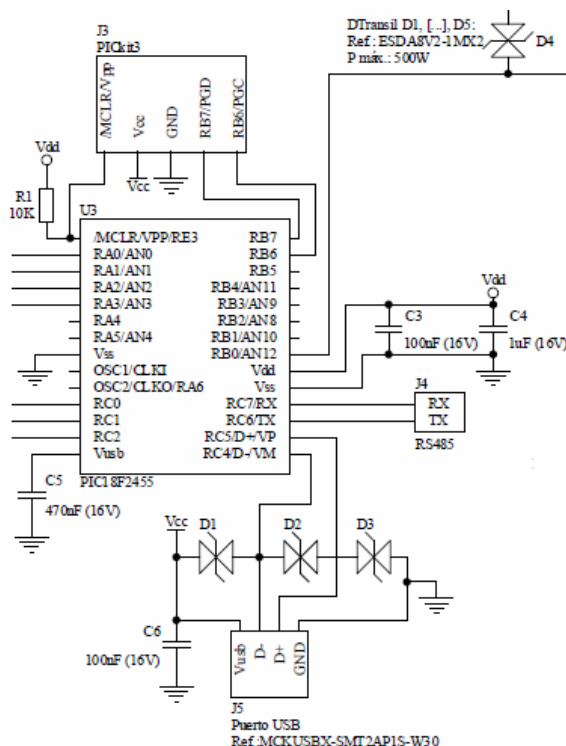 J3
PICkit3
/MCLR/Vpp
Vcc
GND
RB7/PGD
RB6/PGC
DTransil D1, [...], D5:
Ref.: ESDA8V2-1MX2
P máx.: 500W
D4
Vdd
R1
10K
Vcc
U3
/MCLR/VPP/RE3
RA0/AN0
RA1/AN1
RA2/AN2
RA3/AN3
RA4
RA5/AN4
Vss
OSC1/CLKI
OSC2/CLKO/RA6
RC0
RC1
RC2
Vusb
RB7
RB6
RB5
RB4/AN11
RB3/AN9
RB2/AN8
RB1/AN10
RB0/AN12
Vdd
Vss
RC7/RX
RC6/TX
RC5/D+/VP
RC4/D-/VM
PIC18F2455
Vdd
C3
100nF (16V)
C4
1uF (16V)
J4
RX
TX
RS485
C5
470nF (16V)
Vcc
D1
D2
D3
C6
100nF (16V)
Vusb
D-
D+
GND
J5
Puerto USB
Ref.:MCKUSBX-SMT2AP1S-W30